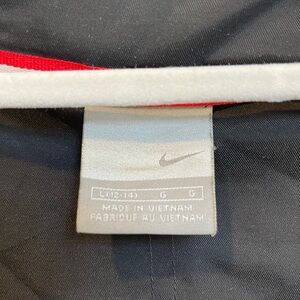 L(12-14) G G
MADE IN VIETNAM
FABRIQUÉ AU VIETNAM